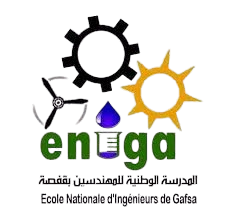 eniga
المدرسة الوطنية للمهندسين بقفصة
Ecole Nationale d'Ingénieurs de Gafsa